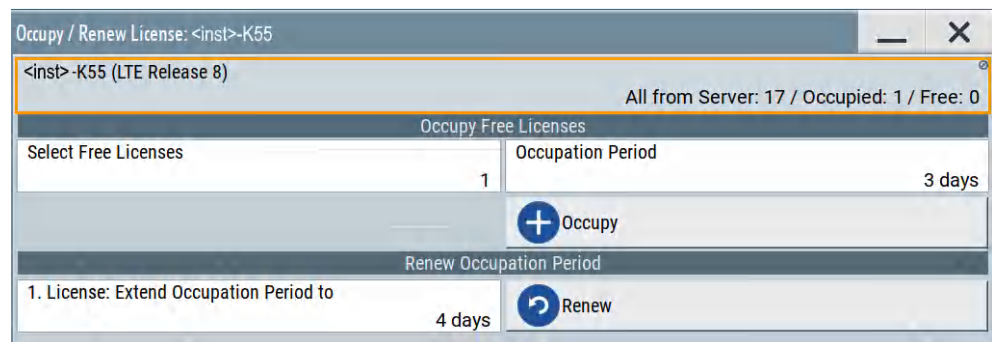 Occupy / Renew License: <inst>-K55
<inst>-K55 (LTE Release 8)
All from Server: 17 / Occupied: 1 / Free: 0
Occupy Free Licenses
Select Free Licenses
1
Occupation Period
3 days
Occupy
Renew Occupation Period
1. License: Extend Occupation Period to
4 days
Renew